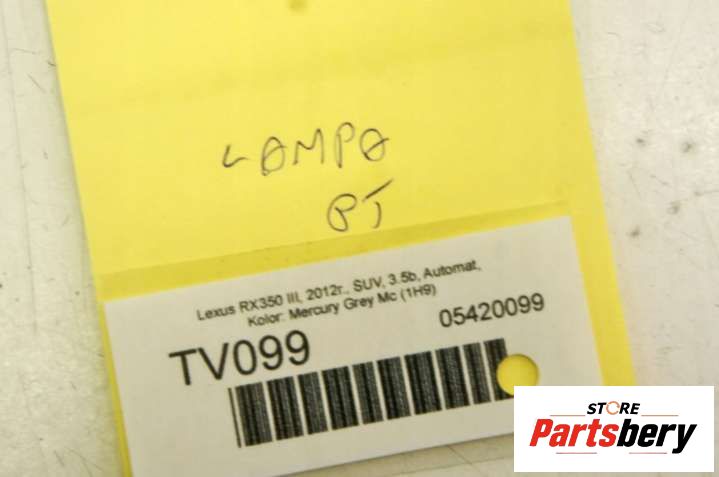 LAMPA
PT
Lexus RX350 III, 2012r., SUV, 3.5b, Automat,
Kolor: Mercury Grey Mc (1H9)
TV099
05420099
STORE
Partsbery